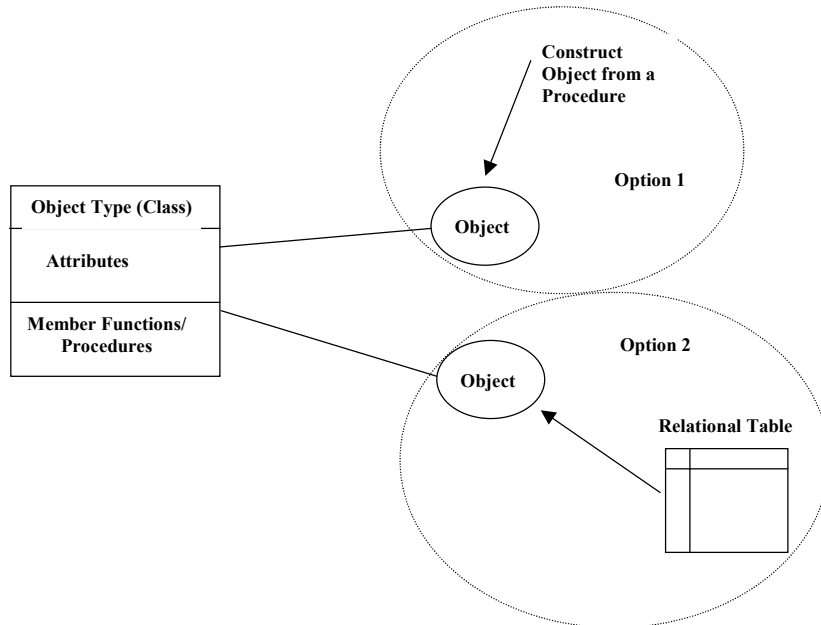 Construct
Object from a
Procedure
Option 1
Object Type (Class)
Object
Attributes
Member Functions/
Procedures
Option 2
Object
Relational Table